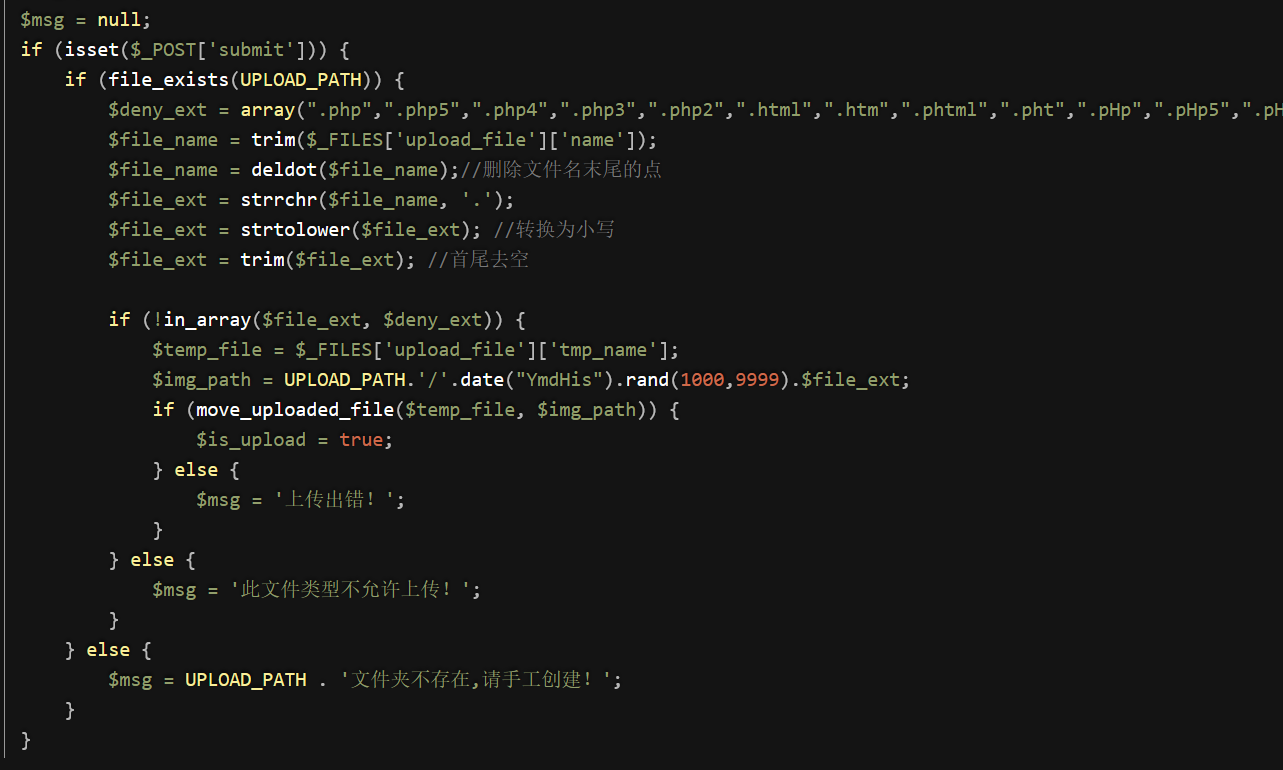 $msg = null;
if (isset($_POST['submit'])) {
    if (file_exists(UPLOAD_PATH)) {
        $deny_ext = array(".php",".php5",".php4",".php3",".php2",".html",".htm",".phtml",".pht",".pHp",".pHp5",".pH
        $file_name = trim($_FILES['upload_file']['name']);
        $file_name = deldot($file_name);//删除文件名末尾的点
        $file_ext = strrchr($file_name, '.');
        $file_ext = strtolower($file_ext); //转换为小写
        $file_ext = trim($file_ext); //首尾去空

        if (!in_array($file_ext, $deny_ext)) {
            $temp_file = $_FILES['upload_file']['tmp_name'];
            $img_path = UPLOAD_PATH.'/'.date("YmdHis").rand(1000,9999).$file_ext;
            if (move_uploaded_file($temp_file, $img_path)) {
                $is_upload = true;
            } else {
                $msg = '上传出错！';
            }
        } else {
            $msg = '此文件类型不允许上传！';
        }
    } else {
        $msg = UPLOAD_PATH . '文件夹不存在,请手工创建！';
    }
}